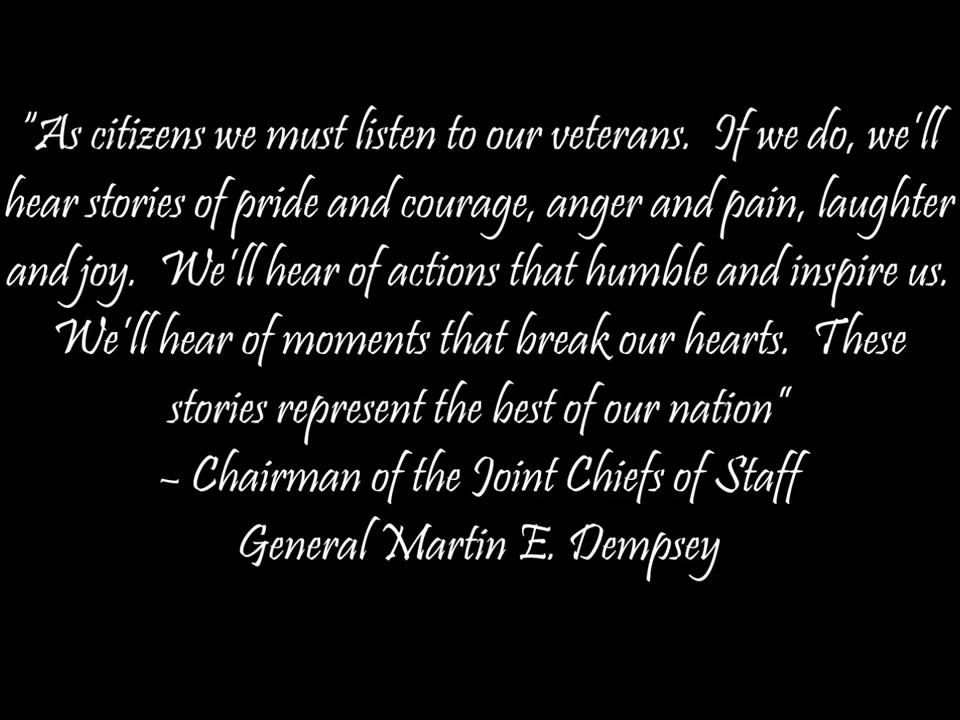 "As citizens we must listen to our veterans.  If we do, we'll
hear stories of pride and courage, anger and pain, laughter
and joy.  We'll hear of actions that humble and inspire us.
We'll hear of moments that break our hearts.  These
stories represent the best of our nation"
– Chairman of the Joint Chiefs of Staff
General Martin E. Dempsey